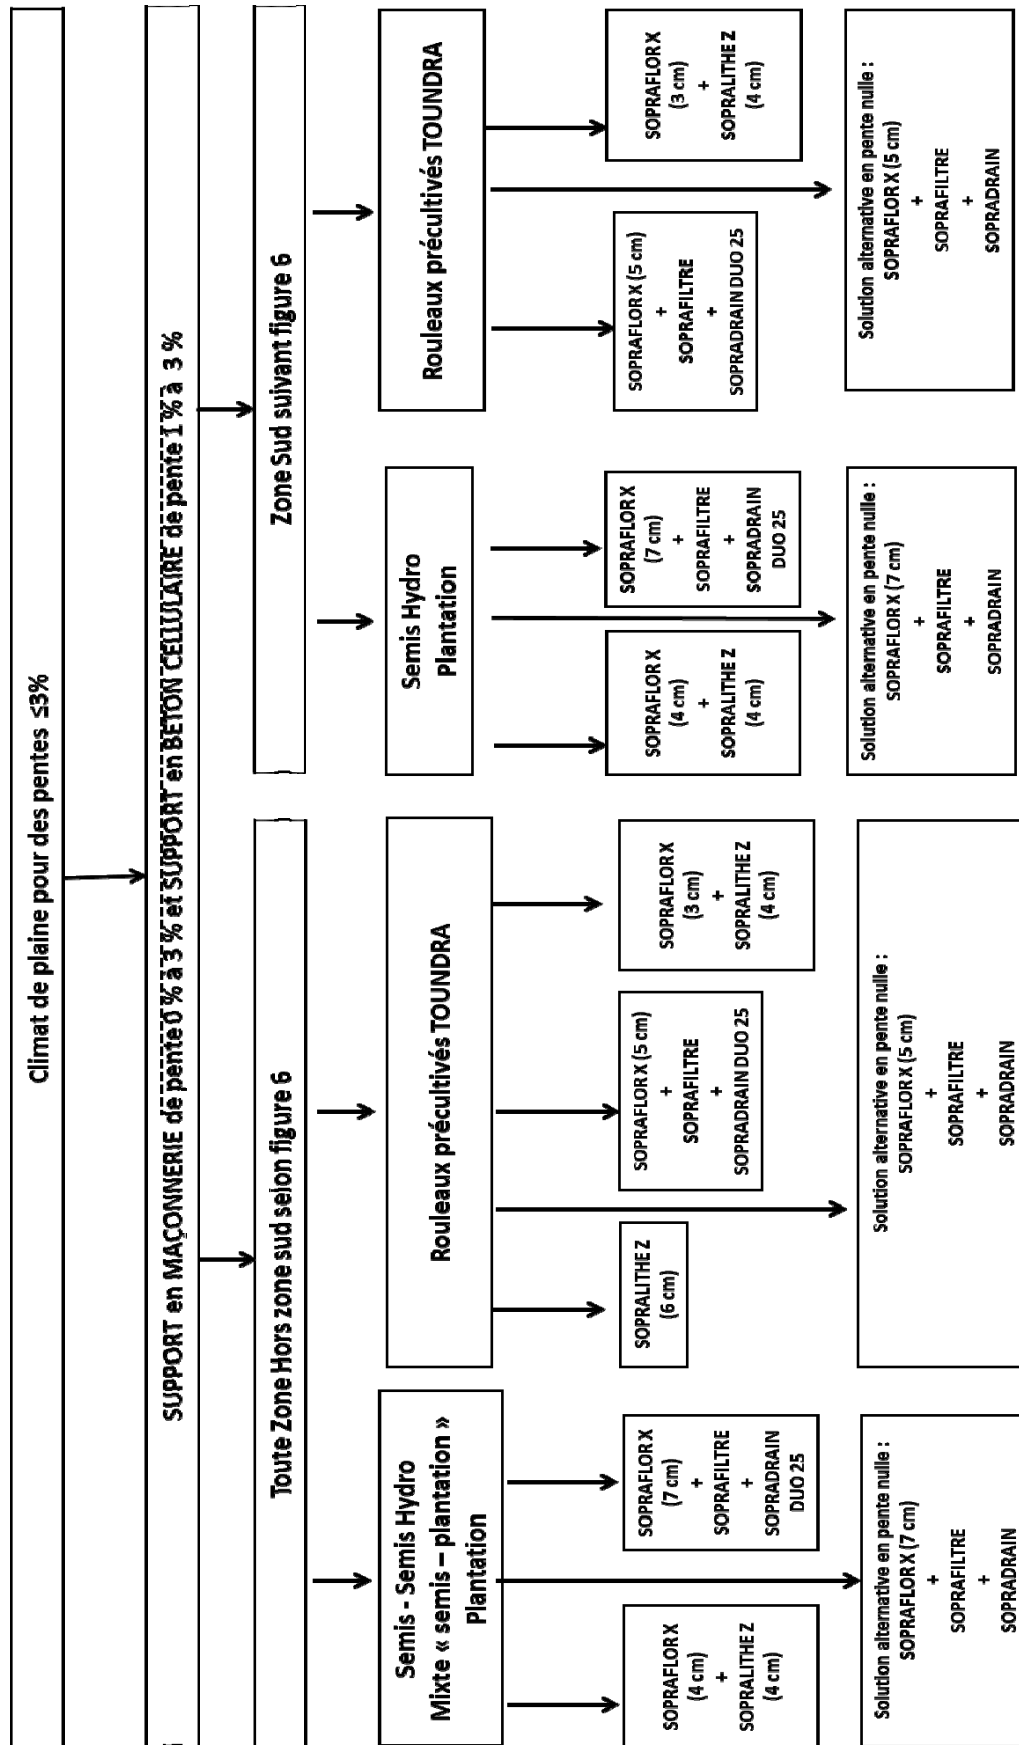 Climat de plaine pour des pentes ≤3%
SUPPORT en MAÇONNERIE de pente 0 % à 3 % et SUPPORT en BÉTON CELLULAIRE de pente 1 % à 3 %
Toute Zone Hors zone sud selon figure 6
Zone Sud suivant figure 6
Semis - Semis Hydro
Mixte « semis – plantation »
Plantation
Rouleaux précultivés TOUNDRA
Semis Hydro
Plantation
Rouleaux précultivés TOUNDRA
SOPRAFLOR X
(4 cm)
+
SOPRALITHE Z
(4 cm)
SOPRAFLOR X
(7 cm)
+
SOPRAFILTRE
+
SOPADRAIN
DUO 25
SOPRALITHE Z
(6 cm)
SOPRAFLOR X (5 cm)
+
SOPRAFILTRE
+
SOPRADRAIN DUO 25
SOPRAFLOR X
(3 cm)
+
SOPRALITHE Z
(4 cm)
SOPRAFLOR X
(4 cm)
+
SOPRALITHE Z
(4 cm)
SOPRAFLOR X
(7 cm)
+
SOPRAFILTRE
+
SOPRADRAIN
DUO 25
SOPRAFLOR X (5 cm)
+
SOPRAFILTRE
+
SOPRADRAIN DUO 25
SOPRAFLOR X
(3 cm)
+
SOPRALITHE Z
(4 cm)
Solution alternative en pente nulle :
SOPRAFLOR X (7 cm)
+
SOPRAFILTRE
+
SOPRADRAIN
Solution alternative en pente nulle :
SOPRAFLOR X (5 cm)
+
SOPRAFILTRE
+
SOPRADRAIN
Solution alternative en pente nulle :
SOPRAFLOR X (7 cm)
+
SOPRAFILTRE
+
SOPRADRAIN
Solution alternative en pente nulle :
SOPRAFLOR X (5 cm)
+
SOPRAFILTRE
+
SOPRADRAIN